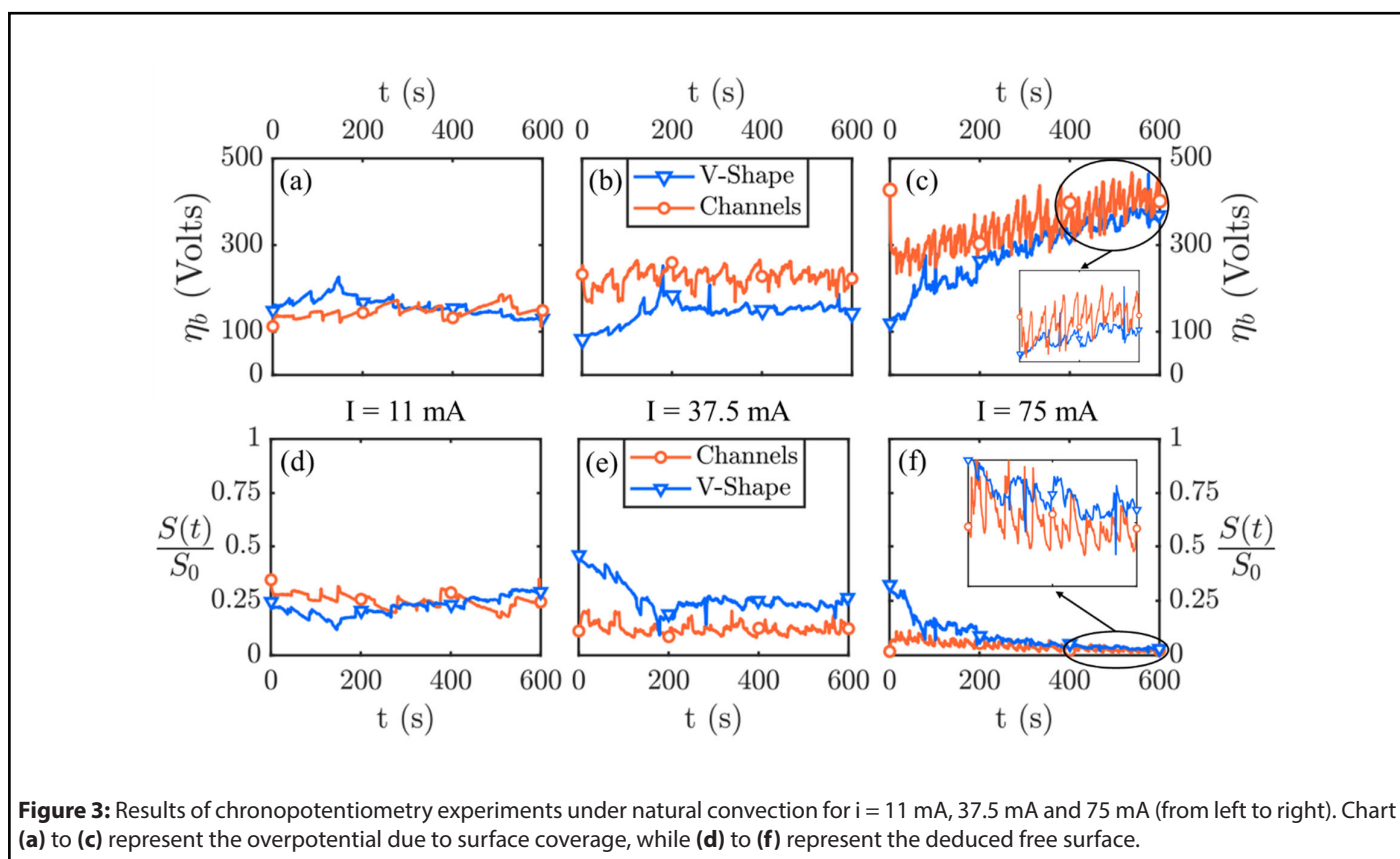 t (s) t (s) t (s)
0 200 400 600 0 200 400 600 0 200 400 600
500 (a) (b) V-Shape (c) 500
Channels
300 300
η_b (Volts) η_b (Volts)
100 100
0 0
I = 11 mA I = 37.5 mA I = 75 mA
1 (d) (e) Channels (f) 1
V-Shape
0.75 0.75
S(t)/S_0 0.5 0.5 S(t)/S_0
0.25 0.25
0 0
0 200 400 600 0 200 400 600 0 200 400 600
t (s) t (s) t (s)
Figure 3: Results of chronopotentiometry experiments under natural convection for i = 11 mA, 37.5 mA and 75 mA (from left to right). Chart
(a) to (c) represent the overpotential due to surface coverage, while (d) to (f) represent the deduced free surface.